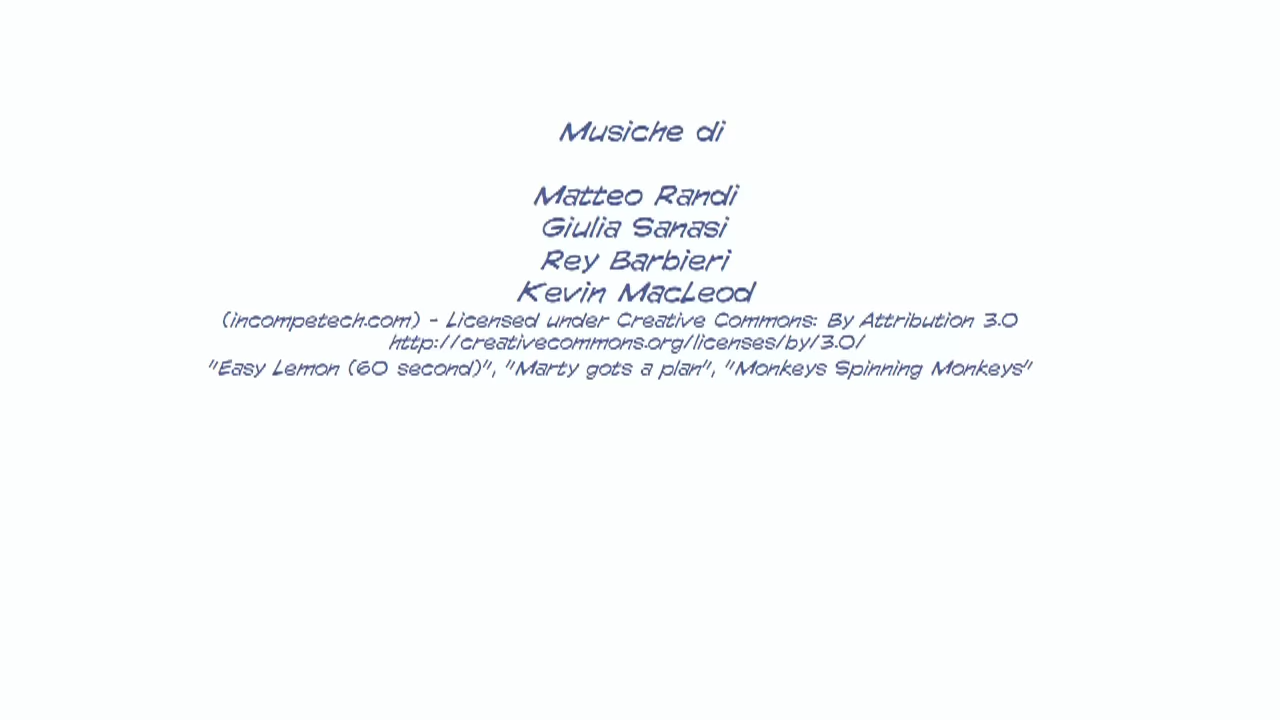 Musiche di
Matteo Randi
Giulia Sanasi
Rey Barbieri
Kevin MacLeod
(incompetech.com) - Licensed under Creative Commons: By Attribution 3.0
http://creativecommons.org/licenses/by/3.0/
"Easy Lemon (60 second)", "Marty gots a plan", "Monkeys Spinning Monkeys"